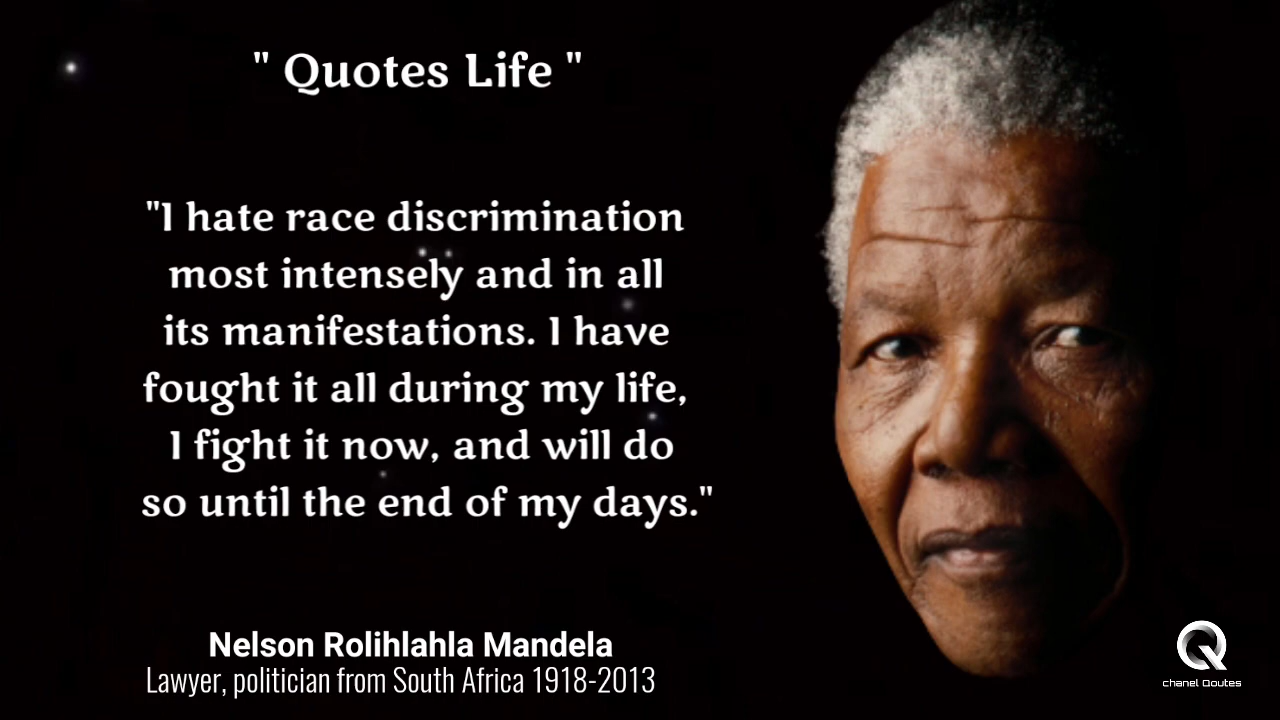 " Quotes Life "
"I hate race discrimination
most intensely and in all
its manifestations. I have
fought it all during my life,
I fight it now, and will do
so until the end of my days."
Nelson Rolihlahla Mandela
Lawyer, politician from South Africa 1918-2013
chanel Qoutes